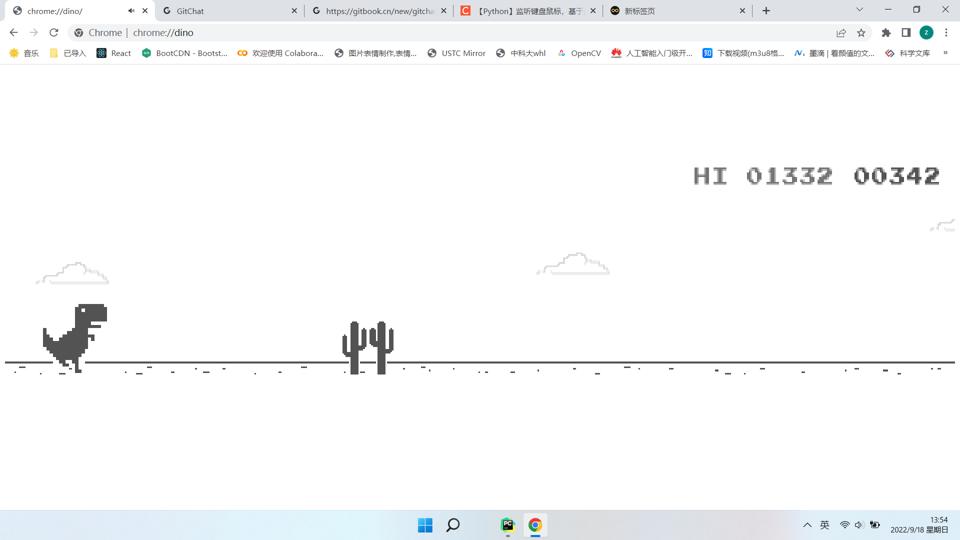 chrome://dino/
GitChat
https://gitbook.cn/new/gitcha
【Python】监听键盘鼠标，基于
新标签页
Chrome | chrome://dino
音乐
已导入
React
BootCDN - Bootst...
欢迎使用 Colabora...
图片表情制作,表情...
USTC Mirror
中科大whl
OpenCV
人工智能入门极开...
下载视频(m3u8格...
墨滴 | 看颜值的文...
科学文库
»
HI 01332 00342
英
13:54
2022/9/18 星期日